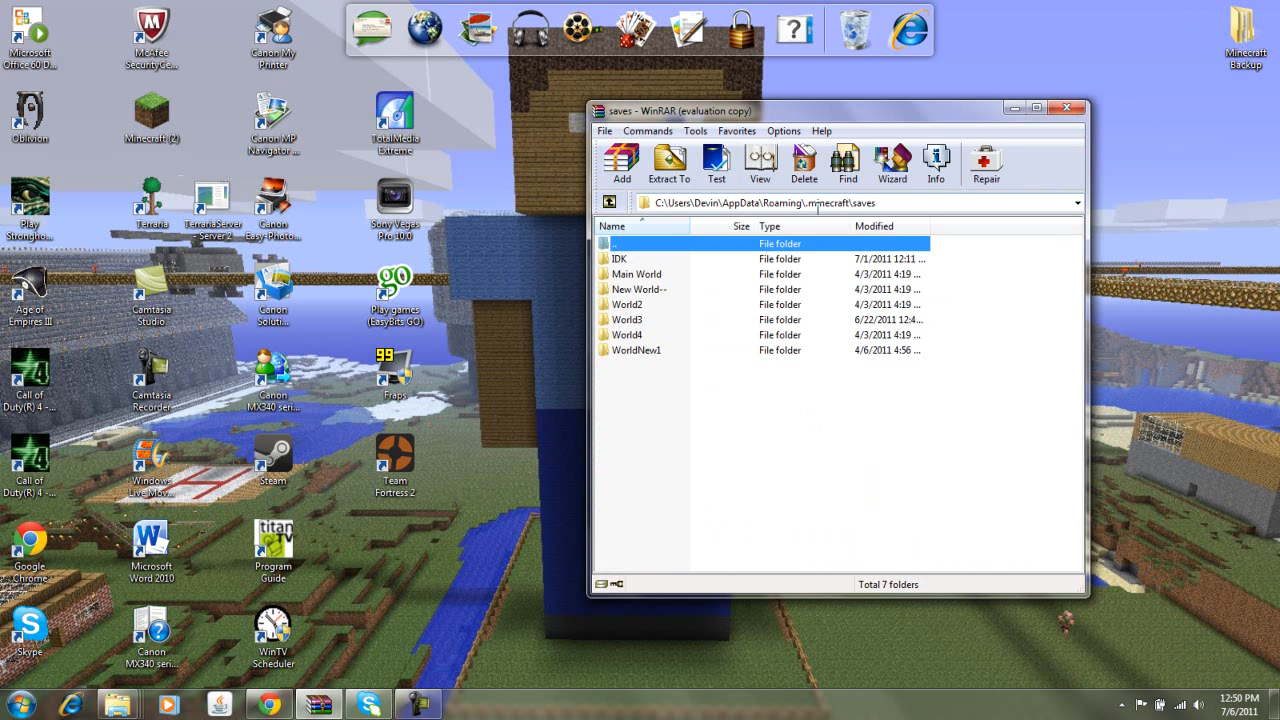 Microsoft
Office 60 D...
McAfee
SecurityCe...
Canon My
Printer
Oblivion
Minecraft (2)
Canon MP
Navigator ...
TotalMedia
Extreme
Play
Strongho...
Terraria
TerrariaServer
- Server 2
Canon
Easy-Photo...
Sony Vegas
Pro 10.0
Age of
Empires III
Camtasia
Studio
Canon
Soluti...
go
Play games
(EasyBits GO)
Call of
Duty(R) 4 -...
Camtasia
Recorder
Canon
MX340 seri...
99
Fraps
Call of
Duty(R) 4 -...
Windows
Live Mov...
Steam
Team
Fortress 2
Google
Chrome
Microsoft
Word 2010
titan
TV
Program
Guide
Skype
Canon
MX340 seri...
WinTV
Scheduler
Minecraft
Backup
saves - WinRAR (evaluation copy)
File Commands Tools Favorites Options Help
Add Extract To Test View Delete Find Wizard Info Repair
C:\Users\Devin\AppData\Roaming\.minecraft\saves
Name Size Type Modified
.. File folder
IDK File folder 7/1/2011 12:11 ...
Main World File folder 4/3/2011 4:19 ...
New World-- File folder 4/3/2011 4:19 ...
World2 File folder 4/3/2011 4:19 ...
World3 File folder 6/22/2011 12:4...
World4 File folder 4/3/2011 4:19 ...
WorldNew1 File folder 4/6/2011 4:56 ...
Total 7 folders
12:50 PM
7/6/2011